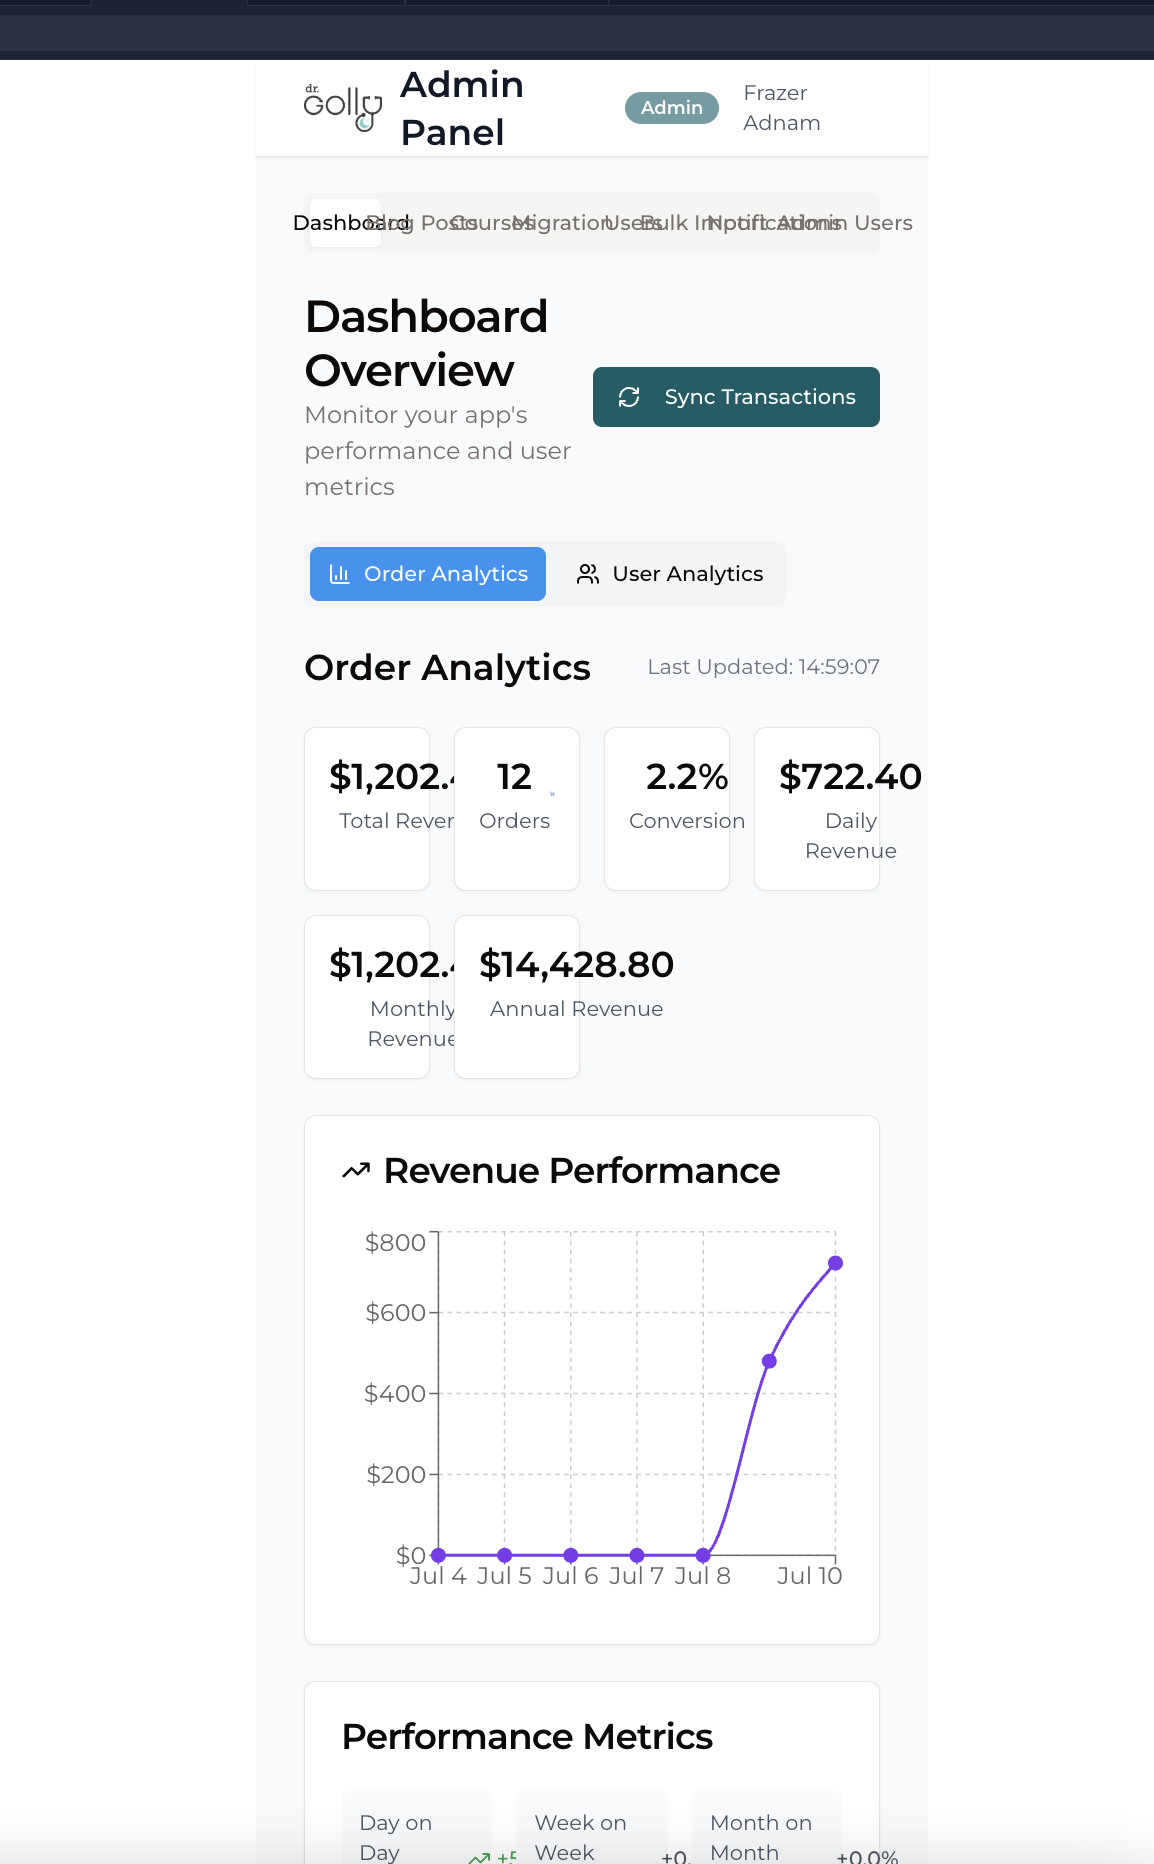 dr.
Golly
Admin
Panel
Admin
Frazer
Adnam
Dashboard
Blog Posts
Courses
Migration
Users
Bulk Import
Notifications
Admin Users
Dashboard
Overview
Monitor your app's
performance and user
metrics
Sync Transactions
Order Analytics
User Analytics
Order Analytics
Last Updated: 14:59:07
$1,202.4
Total Rever
12
Orders
2.2%
Conversion
$722.40
Daily
Revenue
$1,202.4
Monthly
Revenue
$14,428.80
Annual Revenue
Revenue Performance
$800
$600
$400
$200
$0
Jul 4 Jul 5 Jul 6 Jul 7 Jul 8 Jul 10
Performance Metrics
Day on
Day
+5
Week on
Week
+0.
Month on
Month
+0.0%